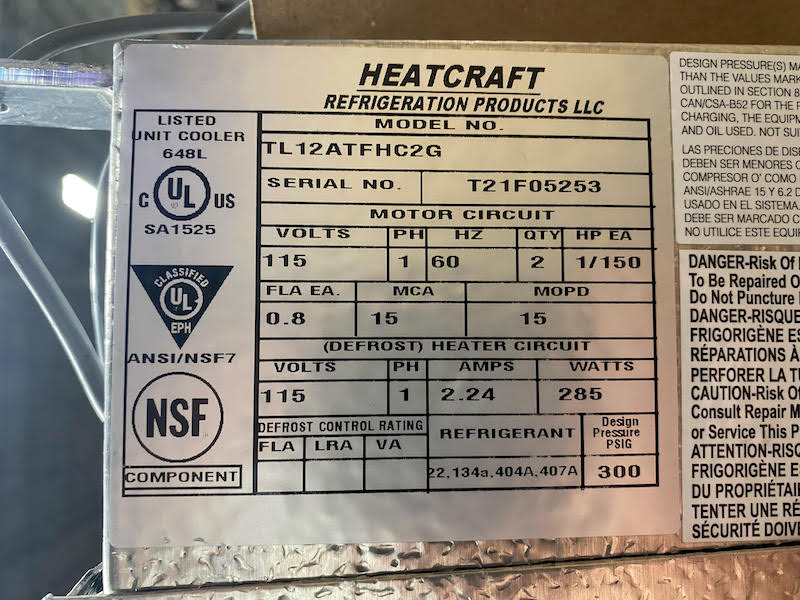 HEATCRAFT
REFRIGERATION PRODUCTS LLC
LISTED
UNIT COOLER
648L
C UL US
SA1525
CLASSIFIED
UL
EPH
ANSI/NSF7
NSF
COMPONENT
MODEL NO.
TL12ATFHC2G
SERIAL NO. T21F05253
MOTOR CIRCUIT
VOLTS PH HZ QTY HP EA
115 1 60 2 1/150
FLA EA. MCA MOPD
0.8 15 15
(DEFROST) HEATER CIRCUIT
VOLTS PH AMPS WATTS
115 1 2.24 285
DEFROST CONTROL RATING
FLA LRA VA
REFRIGERANT
22,134a,404A,407A
Design
Pressure
PSIG
300
DESIGN PRESSURE(S)
THAN THE VALUES
OUTLINED IN SECTION 8
CAN/CSA-B52 FOR THE
CHARGING, THE
AND OIL USED. NOT
LAS PRECIONES DE
DEBEN SER MENORES
COMPRESOR O' COMO
ANSI/ASHRAE 15 Y 6.2
USADO EN EL SISTEMA.
DEBE SER MARCADO
NO UTILICE ESTE
DANGER-Risk Of
To Be Repaired
Do Not Puncture
DANGER-RISQUE
FRIGORIGÈNE
RÉPARATIONS À
PERFORER LA
CAUTION-Risk Of
Consult Repair
or Service This
ATTENTION-
FRIGORIGÈNE
DU
TENTER UNE
SÉCURITÉ